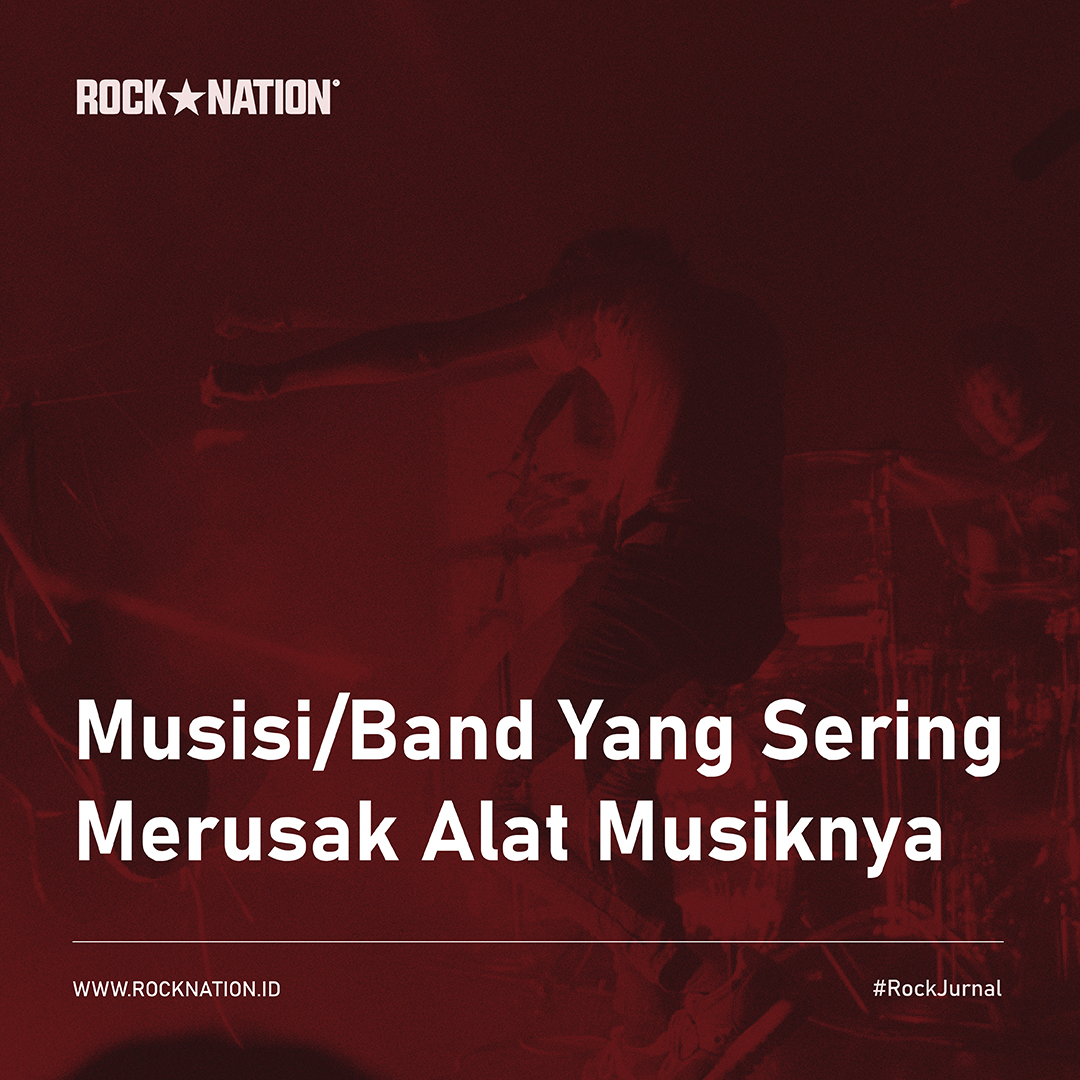 ROCK★NATION°
Musisi/Band Yang Sering
Merusak Alat Musiknya
WWW.ROCKNATION.ID
#RockJurnal